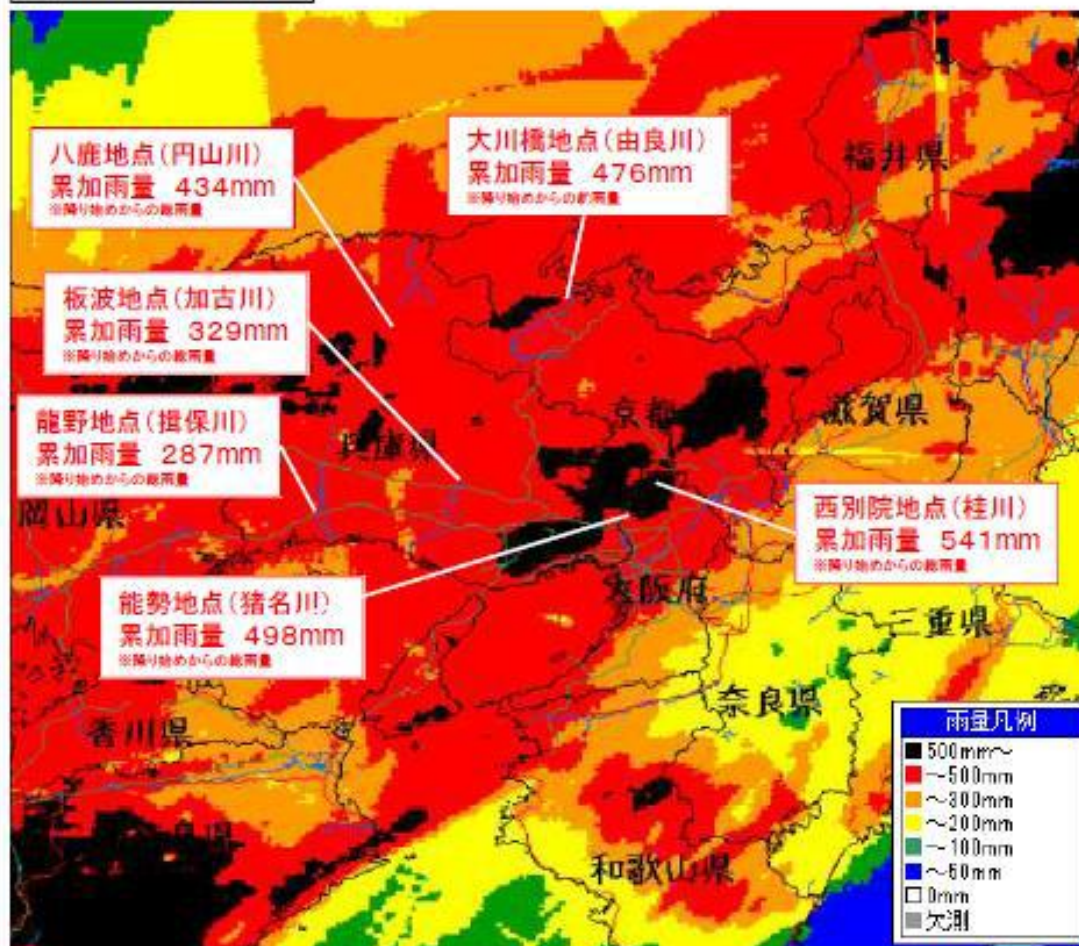 八鹿地点(円山川)
累加雨量 434mm
※降り始めからの総雨量
大川橋地点(由良川)
累加雨量 476mm
※降り始めからの総雨量
福井県
板波地点(加古川)
累加雨量 329mm
※降り始めからの総雨量
京都
滋賀県
龍野地点(揖保川)
累加雨量 287mm
※降り始めからの総雨量
兵庫県
岡山県
西別院地点(桂川)
累加雨量 541mm
※降り始めからの総雨量
能勢地点(猪名川)
累加雨量 498mm
※降り始めからの総雨量
大阪府
三重県
奈良県
香川県
和歌山県
雨量凡例
500mm~
~500mm
~300mm
~200mm
~100mm
~50mm
0mm
欠測